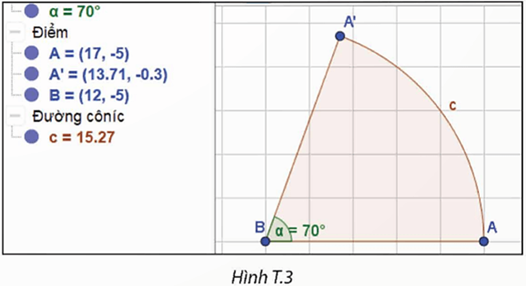 α = 70°
Điểm
A = (17, -5)
A' = (13.71, -0.3)
B = (12, -5)
Đường cônic
c = 15.27
A'
c
B
α = 70°
A
Hình T.3